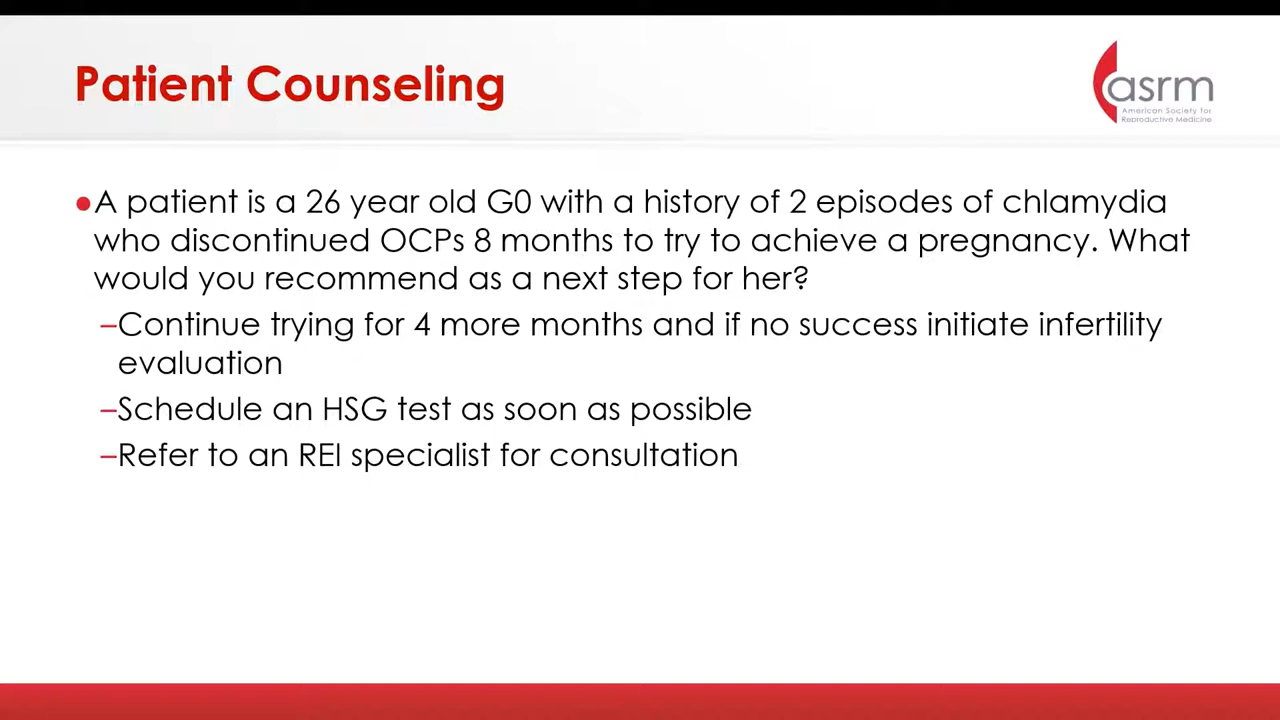 Patient Counseling
asrm
American Society for
Reproductive Medicine
•A patient is a 26 year old G0 with a history of 2 episodes of chlamydia
who discontinued OCPs 8 months to try to achieve a pregnancy. What
would you recommend as a next step for her?
–Continue trying for 4 more months and if no success initiate infertility
evaluation
–Schedule an HSG test as soon as possible
–Refer to an REI specialist for consultation